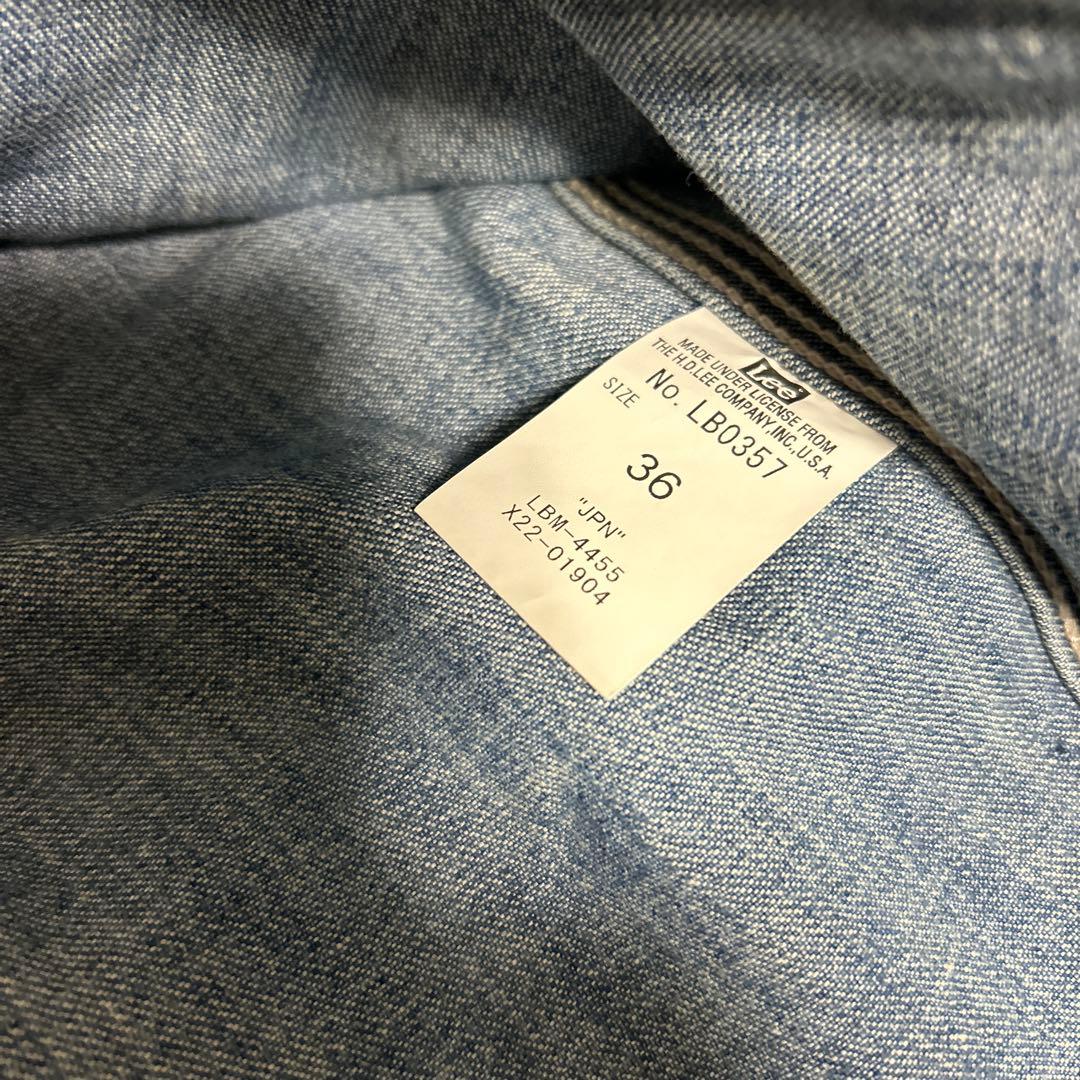 Lee
MADE UNDER LICENSE FROM
THE H.D.LEE COMPANY,INC.,U.S.A.
No. LB0357
SIZE
36
"JPN"
LBM-4455
X22-01904